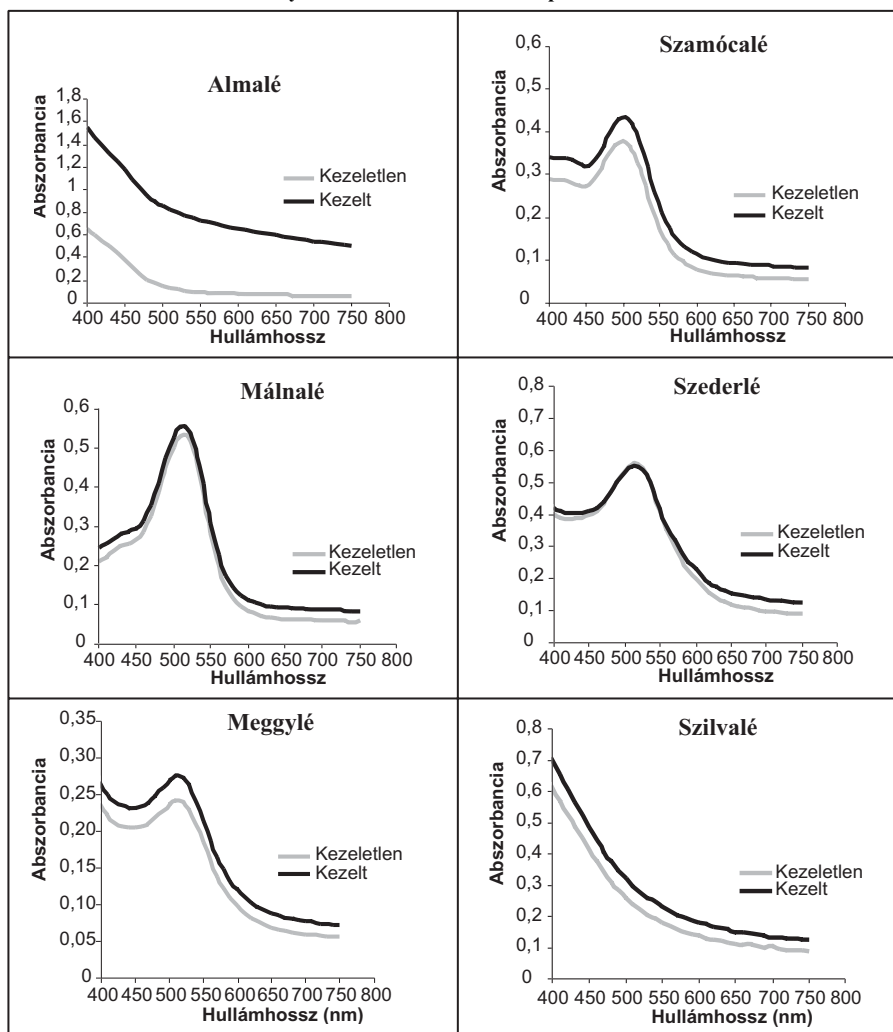 Almalé
Abszorbancia
1,8
1,6
1,4
1,2
1
0,8
0,6
0,4
0,2
0
Kezeletlen
Kezelt
400 450 500 550 600 650 700 750 800
Hullámhossz
Szamócalé
Abszorbancia
0,6
0,5
0,4
0,3
0,2
0,1
0
Kezeletlen
Kezelt
400 450 500 550 600 650 700 750 800
Hullámhossz
Málnalé
Abszorbancia
0,6
0,5
0,4
0,3
0,2
0,1
0
Kezeletlen
Kezelt
400 450 500 550 600 650 700 750 800
Hullámhossz
Szederlé
Abszorbancia
0,8
0,7
0,6
0,5
0,4
0,3
0,2
0,1
0
Kezeletlen
Kezelt
400 450 500 550 600 650 700 750 800
Hullámhossz
Meggylé
Abszorbancia
0,35
0,30
0,25
0,20
0,15
0,10
0,05
0
Kezeletlen
Kezelt
400 450 500 550 600 650 700 750 800
Hullámhossz (nm)
Szilvalé
Abszorbancia
0,8
0,7
0,6
0,5
0,4
0,3
0,2
0,1
0
Kezeletlen
Kezelt
400 450 500 550 600 650 700 750 800
Hullámhossz (nm)